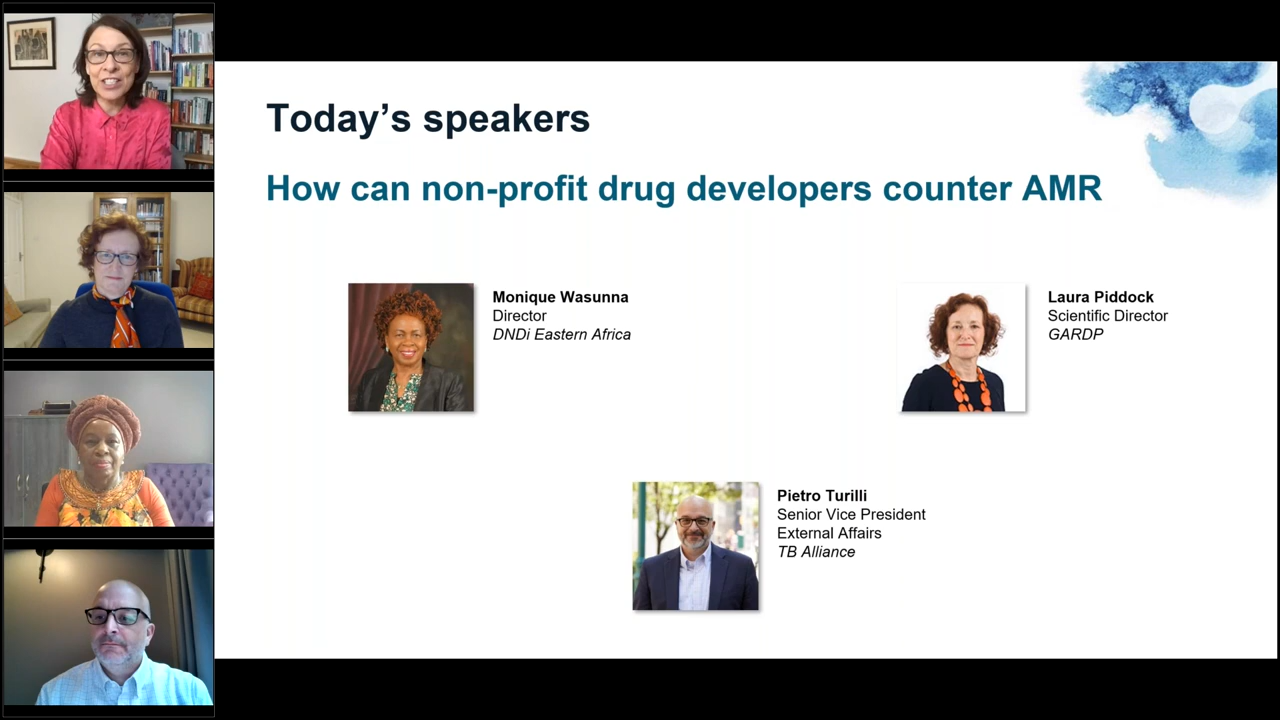 Today’s speakers
How can non-profit drug developers counter AMR
Monique Wasunna
Director
DNDi Eastern Africa
Laura Piddock
Scientific Director
GARDP
Pietro Turilli
Senior Vice President
External Affairs
TB Alliance